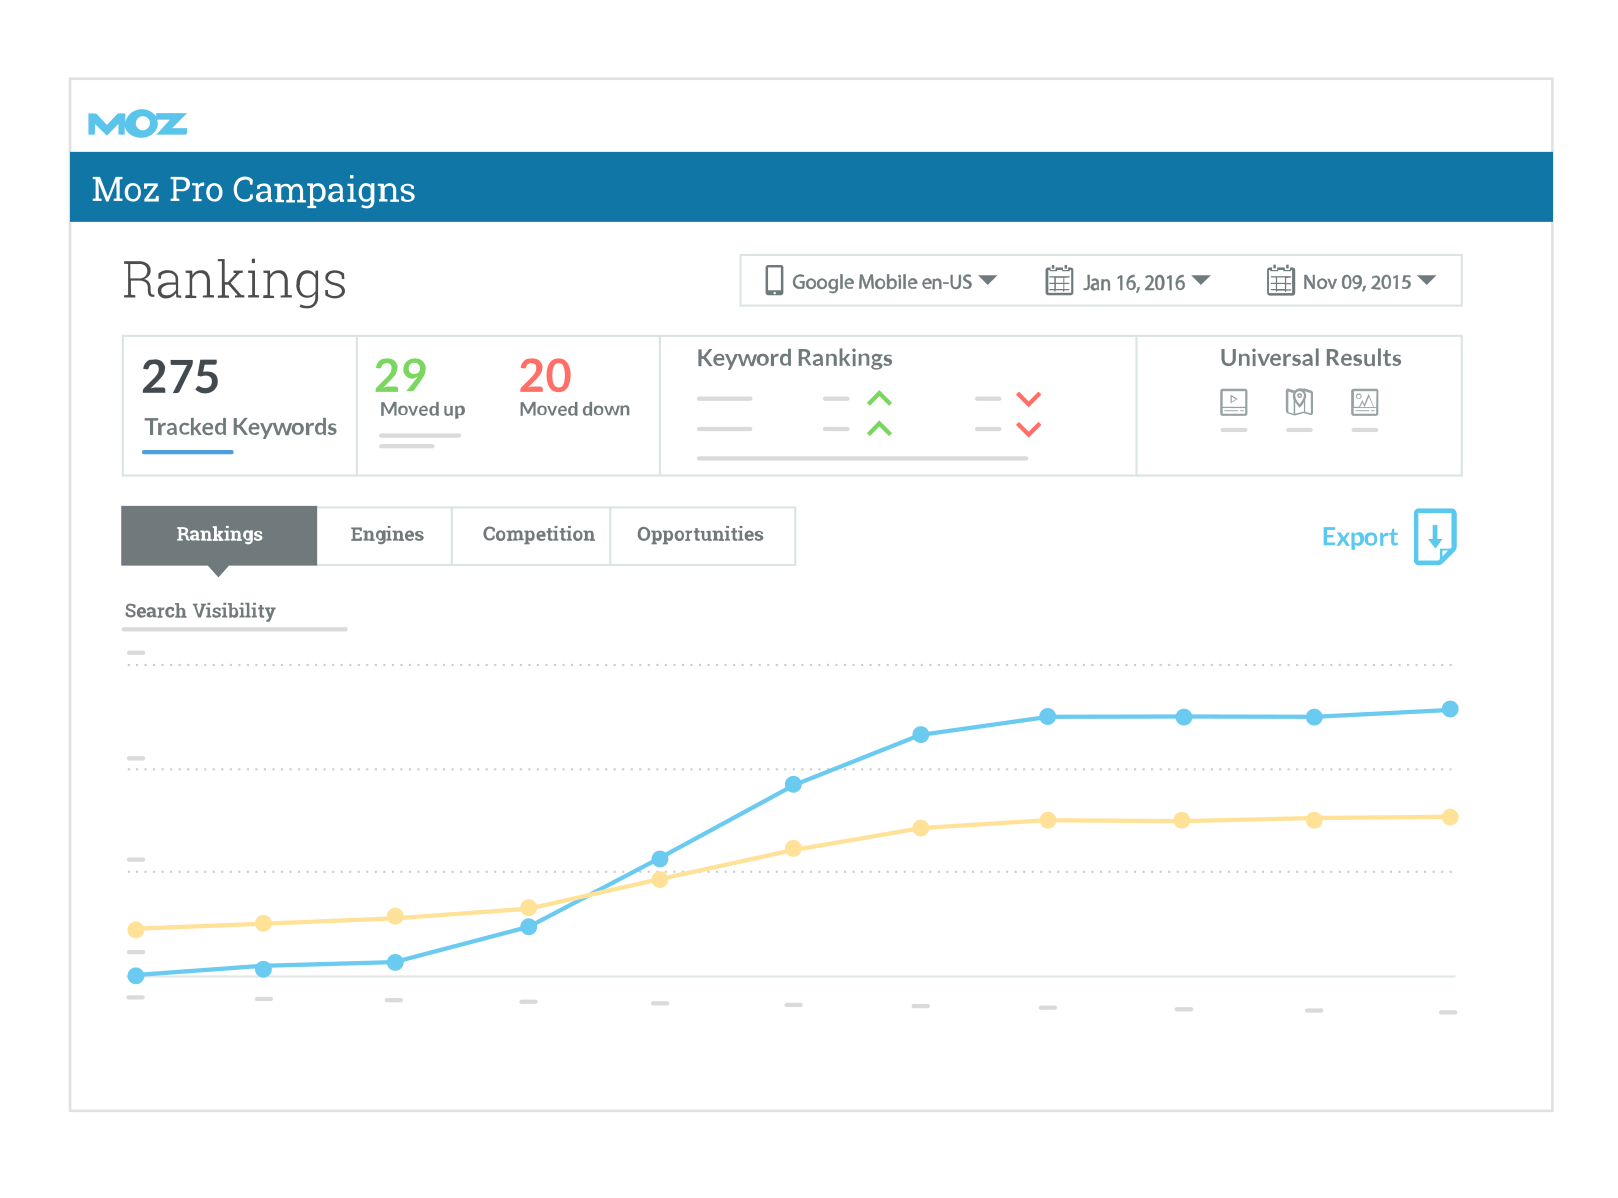 MOZ
Moz Pro Campaigns
Rankings
Google Mobile en-US
Jan 16, 2016
Nov 09, 2015
275
Tracked Keywords
29
Moved up
20
Moved down
Keyword Rankings
Universal Results
Rankings
Engines
Competition
Opportunities
Export
Search Visibility